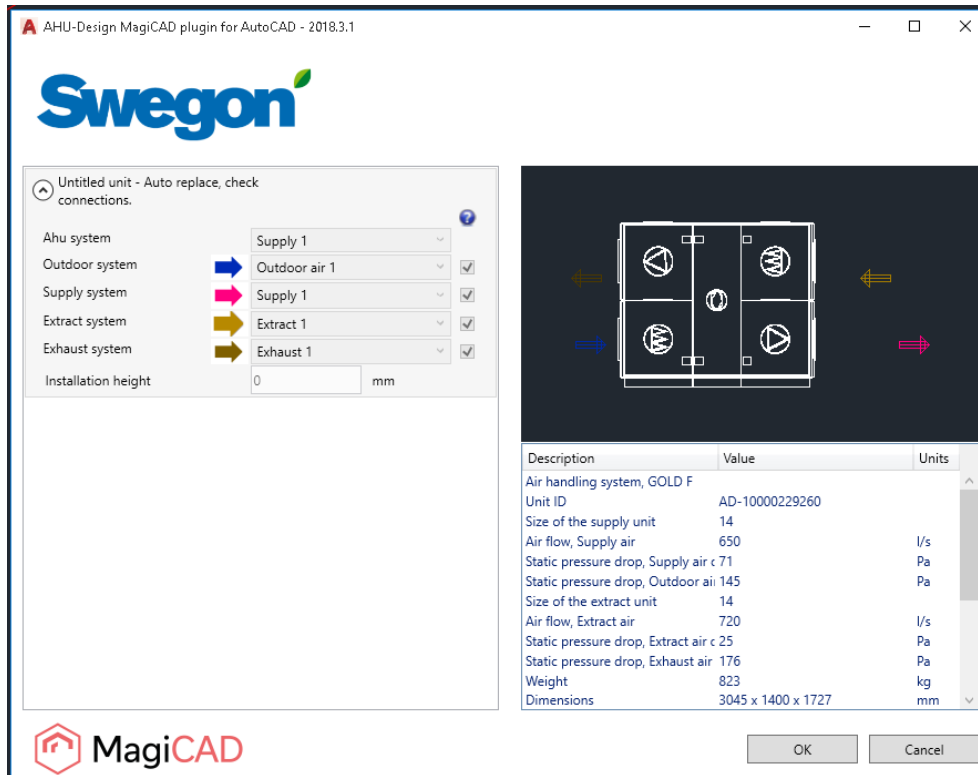 AHU-Design MagiCAD plugin for AutoCAD - 2018.3.1
Swegon
Untitled unit - Auto replace, check
connections.
Ahu system Supply 1
Outdoor system Outdoor air 1
Supply system Supply 1
Extract system Extract 1
Exhaust system Exhaust 1
Installation height 0 mm
Description Value Units
Air handling system, GOLD F
Unit ID AD-10000229260
Size of the supply unit 14
Air flow, Supply air 650 l/s
Static pressure drop, Supply air 71 Pa
Static pressure drop, Outdoor 145 Pa
Size of the extract unit 14
Air flow, Extract air 720 l/s
Static pressure drop, Extract air 25 Pa
Static pressure drop, Exhaust air 176 Pa
Weight 823 kg
Dimensions 3045 x 1400 x 1727 mm
MagiCAD
OK Cancel